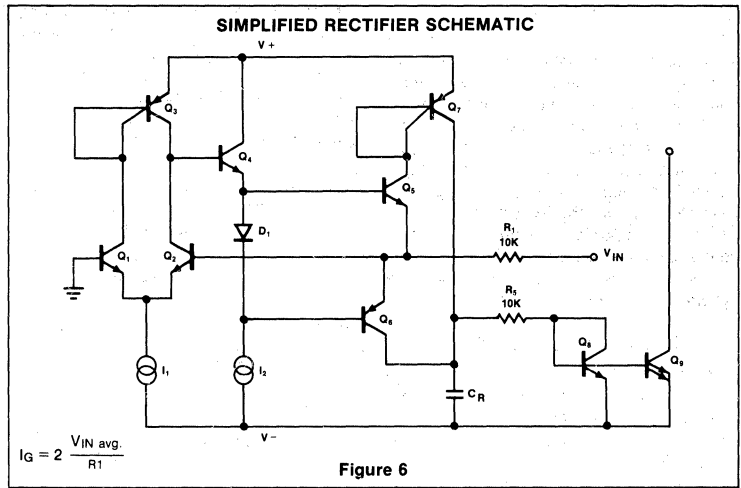 SIMPLIFIED RECTIFIER SCHEMATIC
V +
Q3
Q7
Q4
Q5
D1
R1
10K
VIN
Q1
Q2
R5
10K
Q6
Q8
Q9
I1
I2
CR
V-
IG = 2 VIN avg. / R1
Figure 6